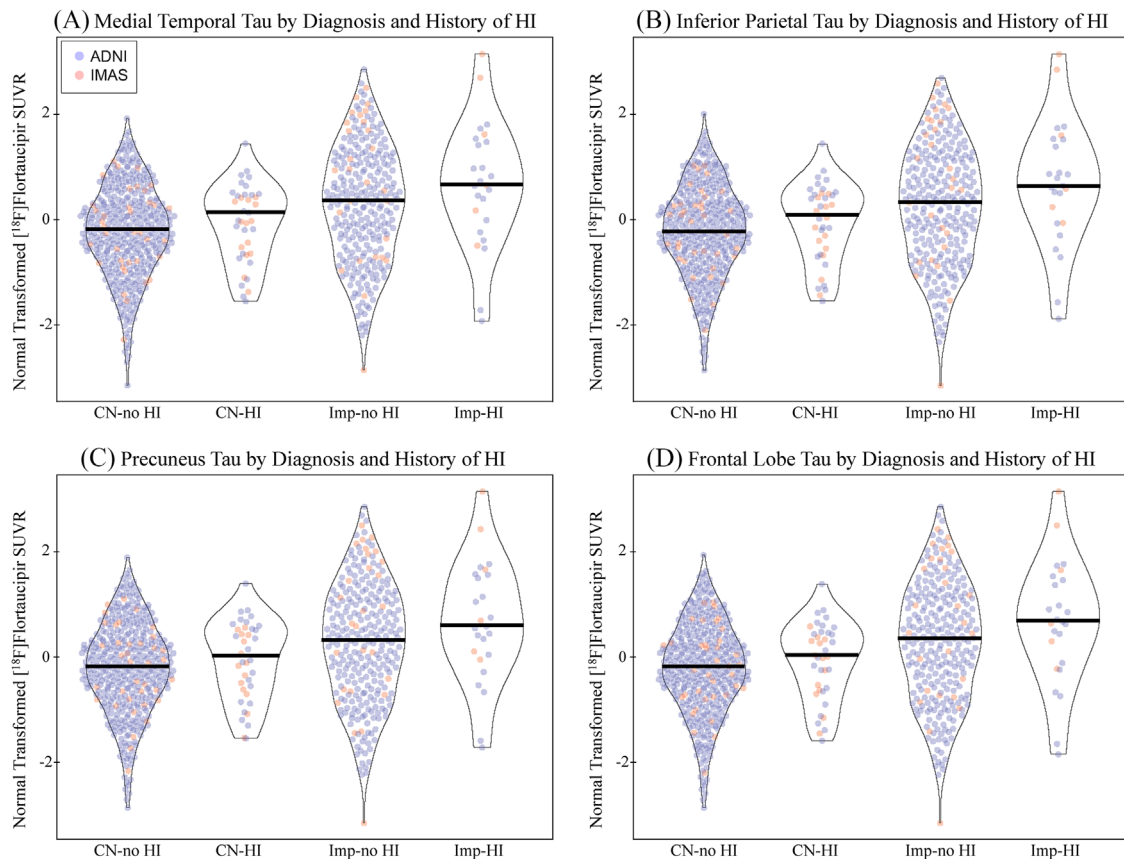 (A) Medial Temporal Tau by Diagnosis and History of HI
ADNI
IMAS
Normal Transformed [¹⁸F]Flortaucipir SUVR
2
0
-2
CN-no HI CN-HI Imp-no HI Imp-HI
(B) Inferior Parietal Tau by Diagnosis and History of HI
Normal Transformed [¹⁸F]Flortaucipir SUVR
2
0
-2
CN-no HI CN-HI Imp-no HI Imp-HI
(C) Precuneus Tau by Diagnosis and History of HI
Normal Transformed [¹⁸F]Flortaucipir SUVR
2
0
-2
CN-no HI CN-HI Imp-no HI Imp-HI
(D) Frontal Lobe Tau by Diagnosis and History of HI
Normal Transformed [¹⁸F]Flortaucipir SUVR
2
0
-2
CN-no HI CN-HI Imp-no HI Imp-HI